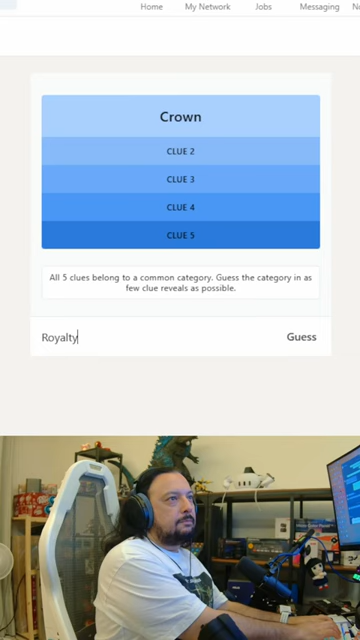 Home My Network Jobs Messaging
Crown
CLUE 2
CLUE 3
CLUE 4
CLUE 5
All 5 clues belong to a common category. Guess the category in as
few clue reveals as possible.
Royalty Guess